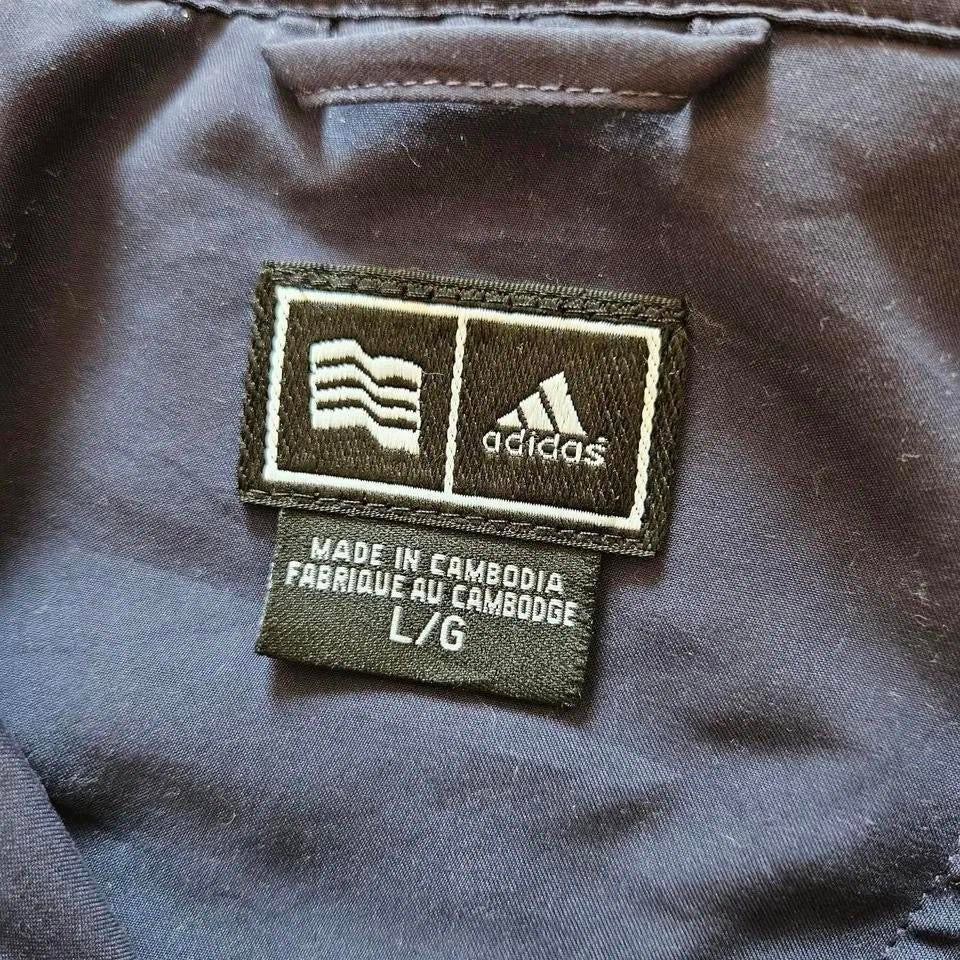 adidas
MADE IN CAMBODIA
FABRIQUE AU CAMBODGE
L/G